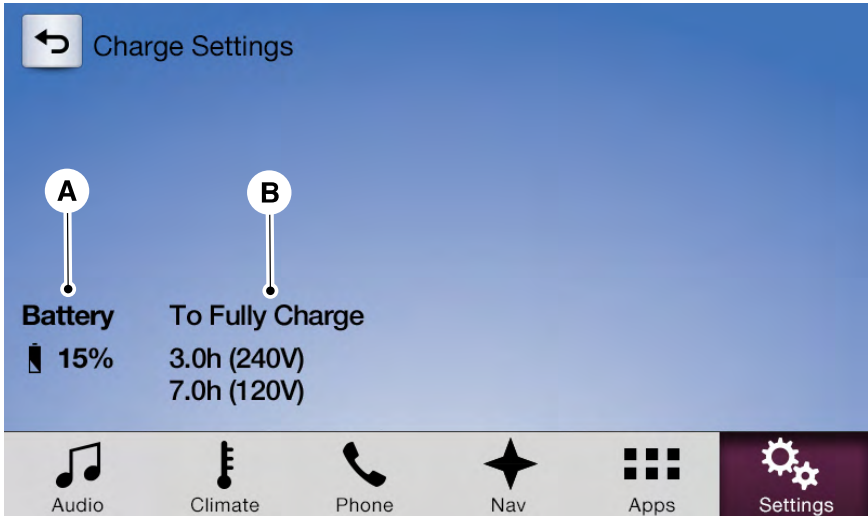 Charge Settings
A
B
Battery
To Fully Charge
15%
3.0h (240V)
7.0h (120V)
Audio
Climate
Phone
Nav
Apps
Settings